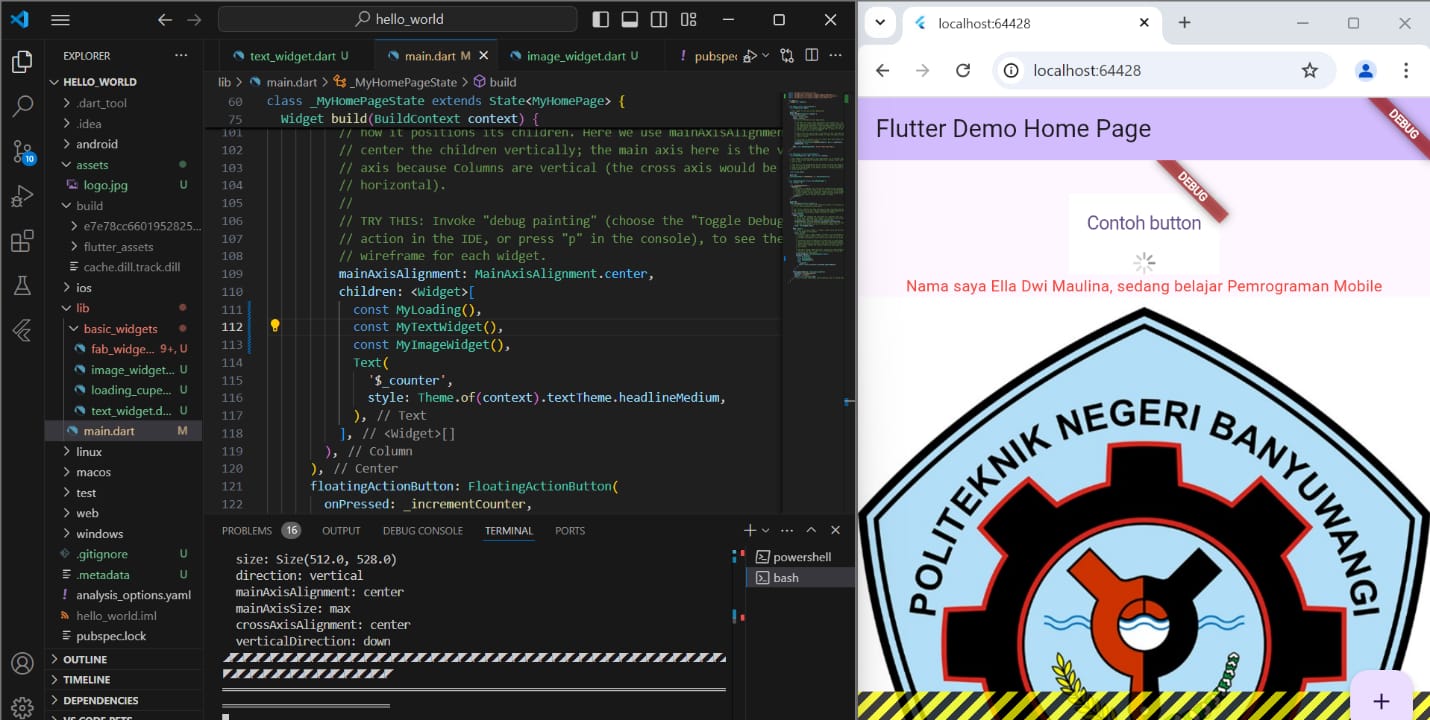 hello_world
EXPLORER
HELLO_WORLD
.dart_tool
.idea
android
assets
logo.jpg U
build
e7e78cc6601952825...
flutter_assets
cache.dill.track.dill
ios
lib
basic_widgets
fab_widge... 9+, U
image_widget... U
loading_cupe... U
text_widget.d... U
main.dart M
linux
macos
test
web
windows
.gitignore U
.metadata U
analysis_options.yaml
hello_world.iml
pubspec.lock
OUTLINE
TIMELINE
DEPENDENCIES
VS CODE PETS
10
text_widget.dart U
main.dart M
image_widget.dart U
! pubspec
lib > main.dart > _MyHomePageState > build
60 class _MyHomePageState extends State<MyHomePage> {
75 Widget build(BuildContext context) {
101 // how it positions its children. Here we use mainAxisAlignmen
102 // center the children vertically; the main axis here is the v
103 // axis because Columns are vertical (the cross axis would be
104 // horizontal).
105 //
106 // TRY THIS: Invoke "debug painting" (choose the "Toggle Debug
107 // action in the IDE, or press "p" in the console), to see the
108 // wireframe for each widget.
109 mainAxisAlignment: MainAxisAlignment.center,
110 children: <Widget>[
111 const MyLoading(),
112 const MyTextWidget(),
113 const MyImageWidget(),
114 Text(
115 '$_counter',
116 style: Theme.of(context).textTheme.headlineMedium,
117 ), // Text
118 ], // <Widget>[]
119 ), // Column
120 ), // Center
121 floatingActionButton: FloatingActionButton(
122 onPressed: _incrementCounter,
PROBLEMS 16 OUTPUT DEBUG CONSOLE TERMINAL PORTS
size: Size(512.0, 528.0)
direction: vertical
mainAxisAlignment: center
mainAxisSize: max
crossAxisAlignment: center
verticalDirection: down
powershell
bash
localhost:64428
localhost:64428
Flutter Demo Home Page
DEBUG
DEBUG
Contoh button
Nama saya Ella Dwi Maulina, sedang belajar Pemrograman Mobile
POLITEKNIK NEGERI BANYUWANGI
+